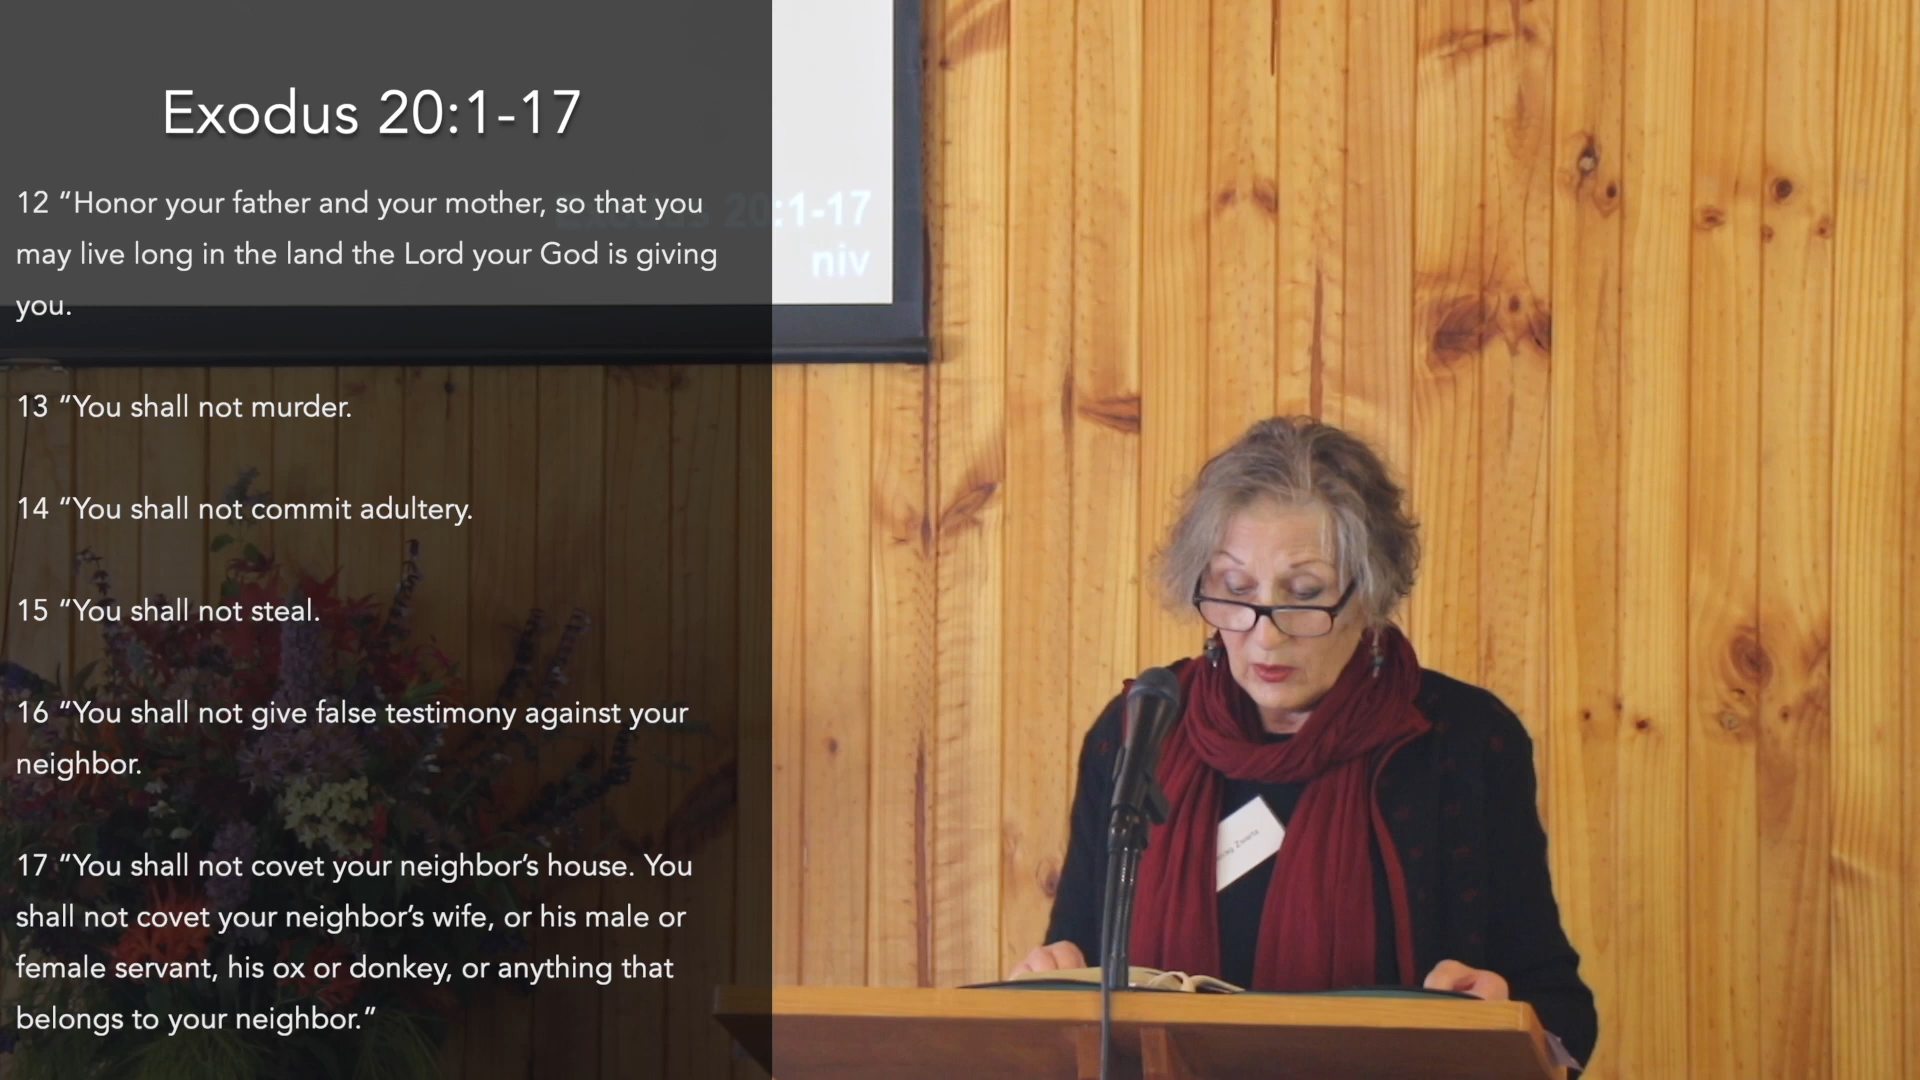 Exodus 20:1-17
12 “Honor your father and your mother, so that you
may live long in the land the Lord your God is giving
you.
13 “You shall not murder.
14 “You shall not commit adultery.
15 “You shall not steal.
16 “You shall not give false testimony against your
neighbor.
17 “You shall not covet your neighbor’s house. You
shall not covet your neighbor’s wife, or his male or
female servant, his ox or donkey, or anything that
belongs to your neighbor.”
20:1-17
niv